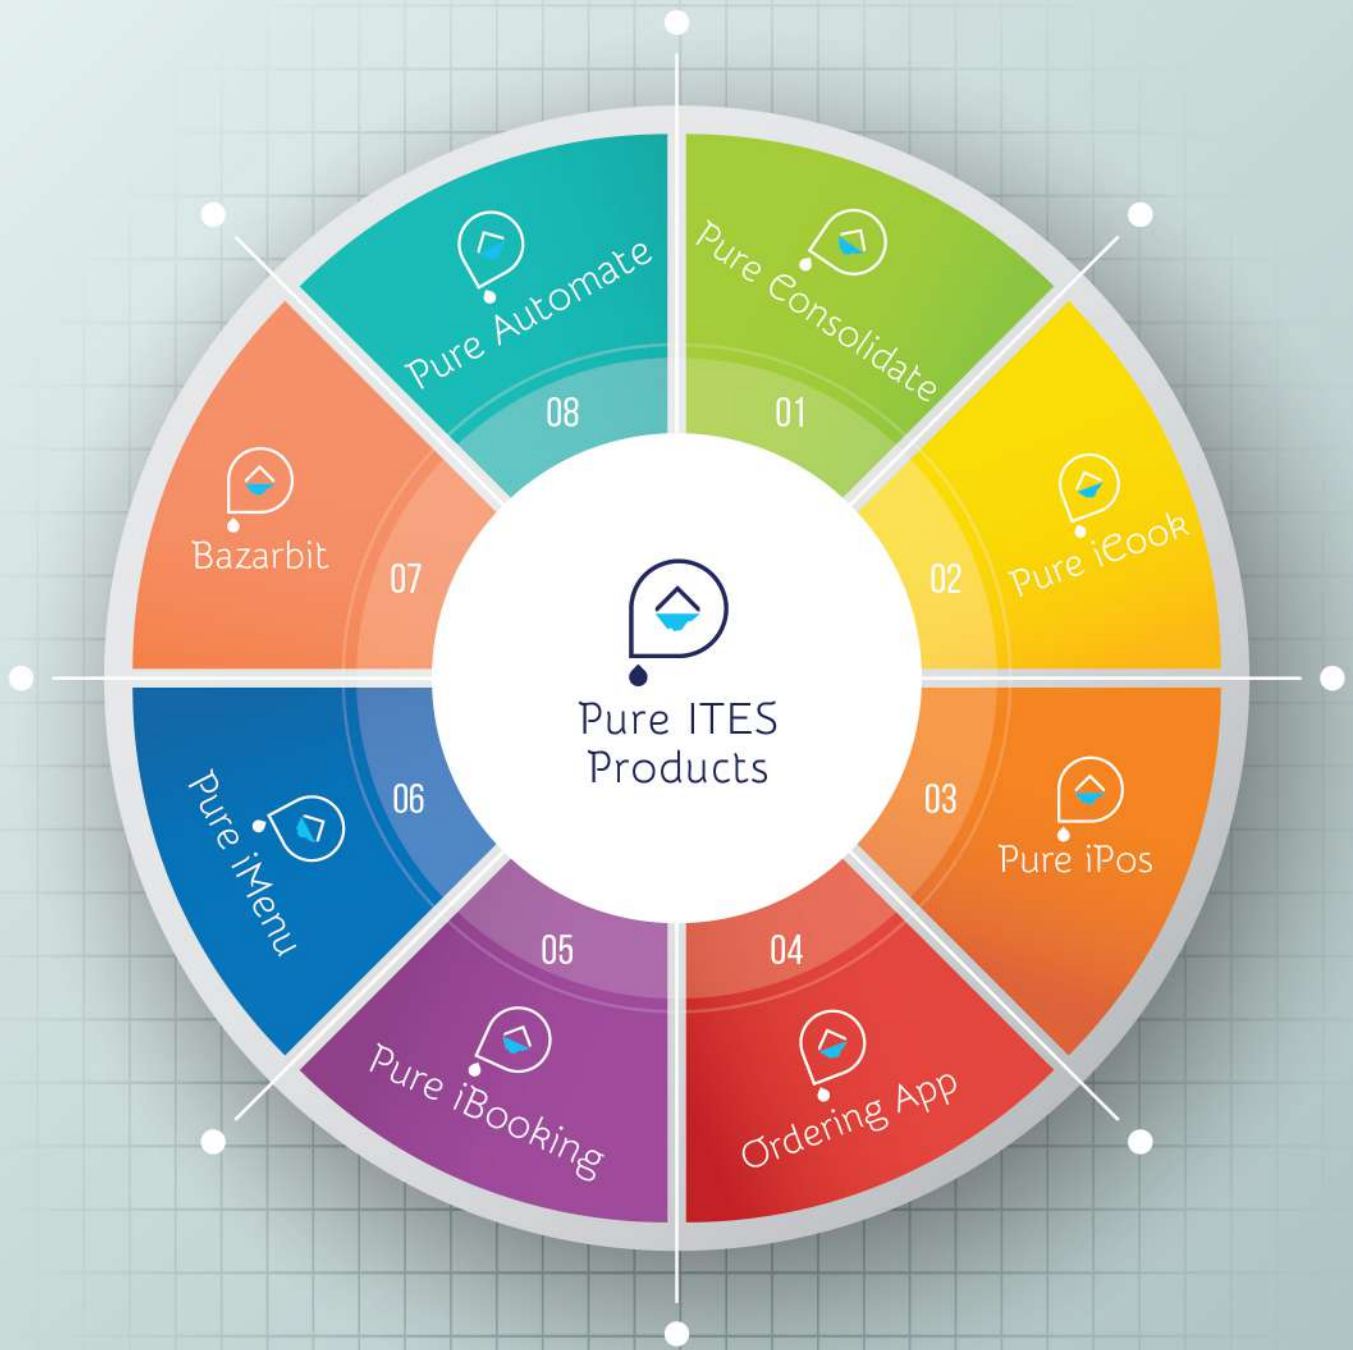 Pure ITES
Products
01
Pure Consolidate
02
Pure iCook
03
Pure iPos
04
Ordering App
05
Pure iBooking
06
Pure iMenu
07
Bazarbit
08
Pure Automate